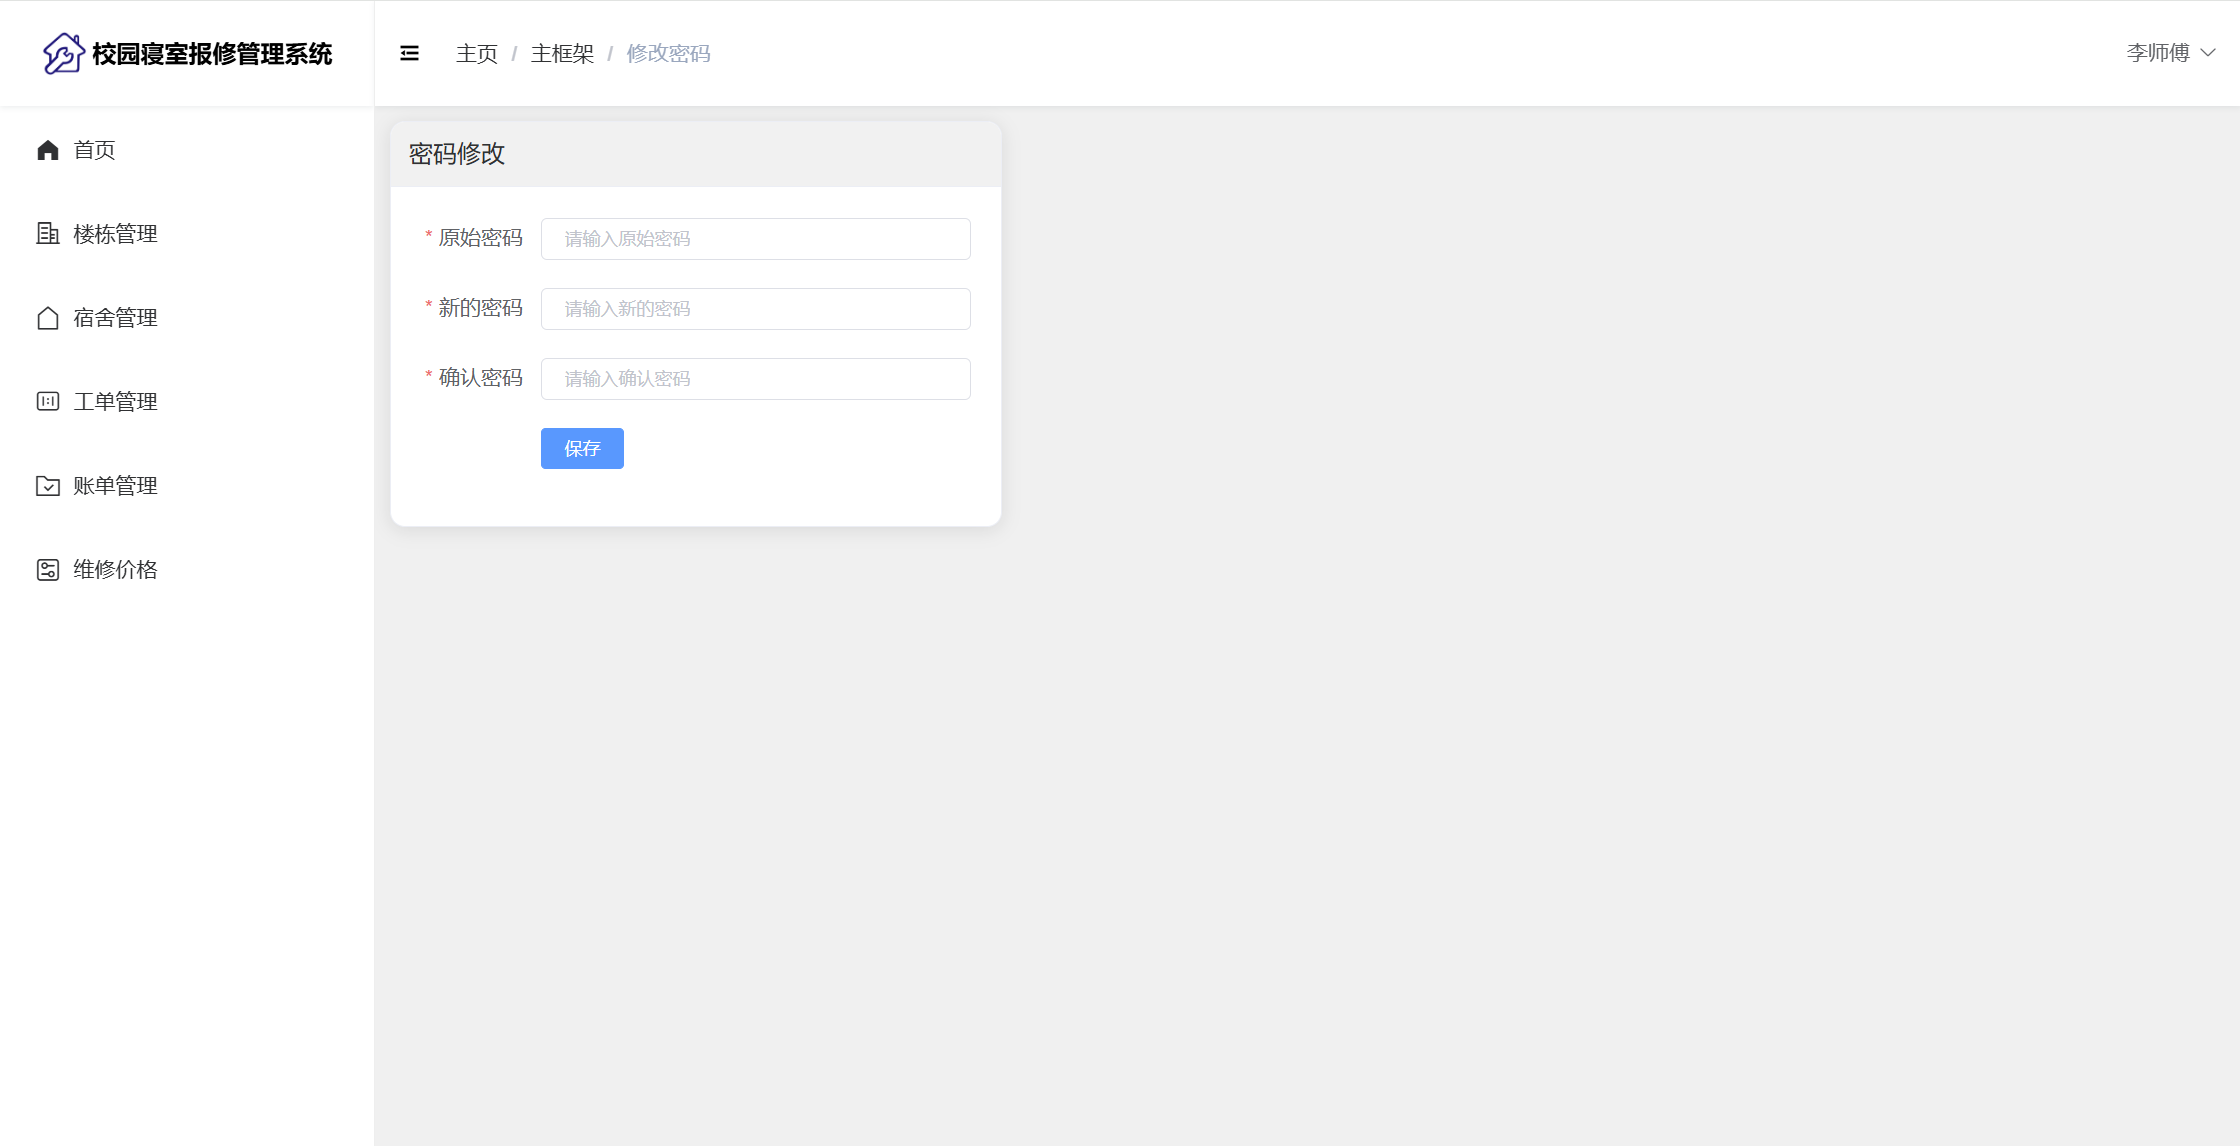 校园寝室报修管理系统
主页 / 主框架 / 修改密码
李师傅
首页
楼栋管理
宿舍管理
工单管理
账单管理
维修价格
密码修改
* 原始密码 请输入原始密码
* 新的密码 请输入新的密码
* 确认密码 请输入确认密码
保存